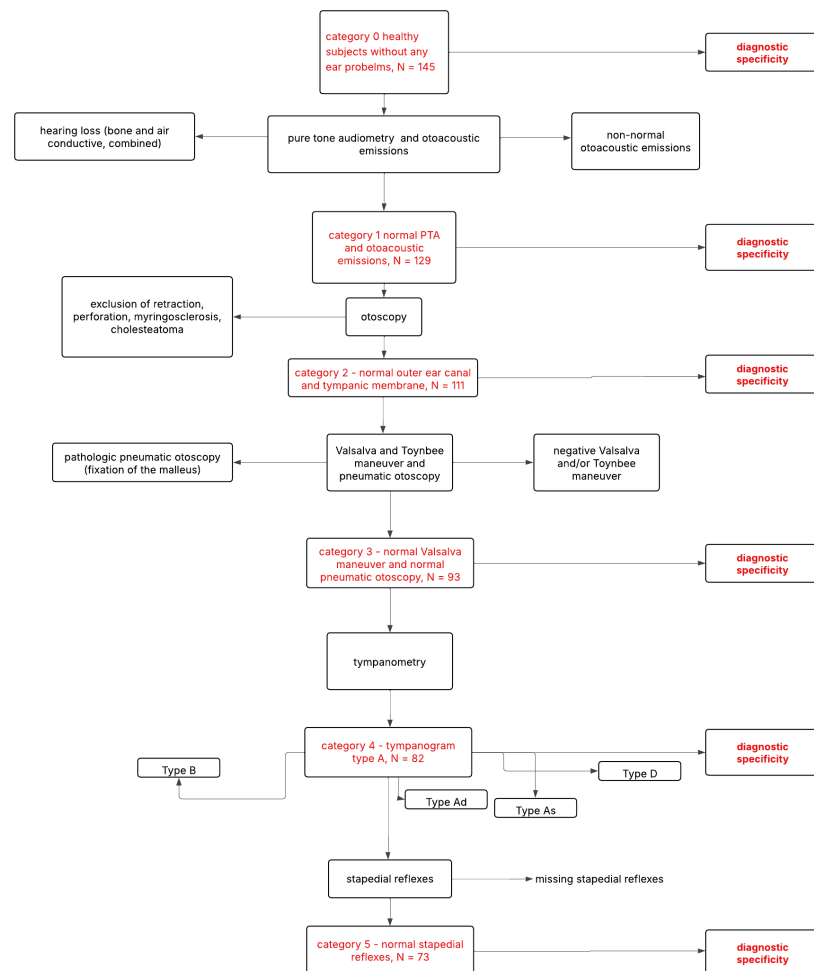 category 0 healthy
subjects without any
ear probelms, N = 145
diagnostic
specificity
hearing loss (bone and air
conductive, combined)
pure tone audiometry and otoacoustic
emissions
non-normal
otoacoustic emissions
category 1 normal PTA
and otoacoustic
emissions, N = 129
diagnostic
specificity
exclusion of retraction,
perforation, myringosclerosis,
cholesteatoma
otoscopy
category 2 - normal outer ear canal
and tympanic membrane, N = 111
diagnostic
specificity
pathologic pneumatic otoscopy
(fixation of the malleus)
Valsalva and Toynbee
maneuver and
pneumatic otoscopy
negative Valsalva
and/or Toynbee
maneuver
category 3 - normal Valsalva
maneuver and normal
pneumatic otoscopy, N = 93
diagnostic
specificity
tympanometry
category 4 - tympanogram
type A, N = 82
diagnostic
specificity
Type B
Type D
Type Ad
Type As
stapedial reflexes
missing stapedial reflexes
category 5 - normal stapedial
reflexes, N = 73
diagnostic
specificity